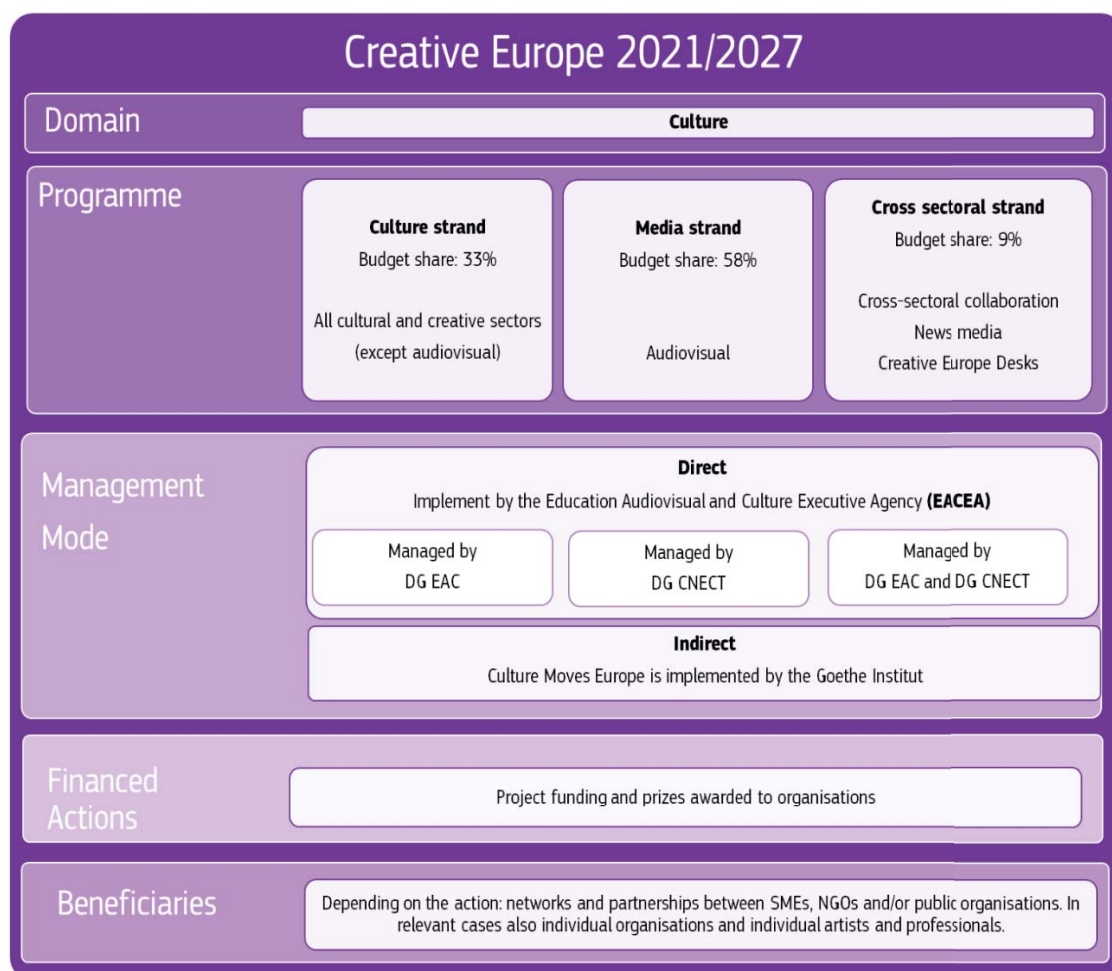 Creative Europe 2021/2027
Domain
Culture
Programme
Culture strand
Budget share: 33%
All cultural and creative sectors
(except audiovisual)
Media strand
Budget share: 58%
Audiovisual
Cross sectoral strand
Budget share: 9%
Cross-sectoral collaboration
News media
Creative Europe Desks
Management
Mode
Direct
Implement by the Education Audiovisual and Culture Executive Agency (EACEA)
Managed by
DG EAC
Managed by
DG CNECT
Managed by
DG EAC and DG CNECT
Indirect
Culture Moves Europe is implemented by the Goethe Institut
Financed
Actions
Project funding and prizes awarded to organisations
Beneficiaries
Depending on the action: networks and partnerships between SMEs, NGOs and/or public organisations. In
relevant cases also individual organisations and individual artists and professionals.